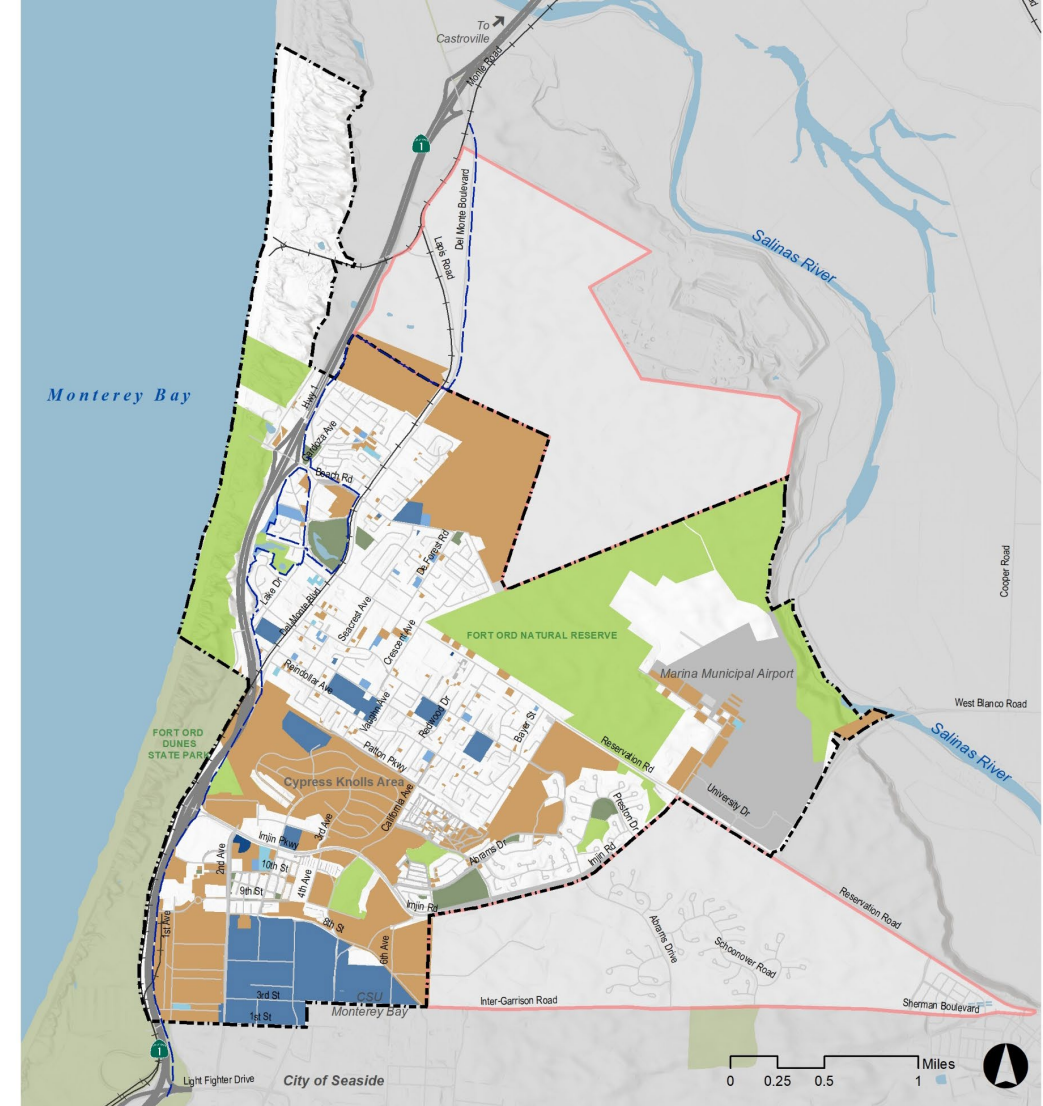 To
Castroville
Monte Road
1
Del Monte Boulevard
Lapis Road
Salinas River
Monterey Bay
Hwy 1
Cardoza Ave
Beach Rd
De Forest Rd
Cooper Road
Lake Dr
Del Monte Blvd
Seacrest Ave
Crescent Ave
FORT ORD NATURAL RESERVE
Marina Municipal Airport
Reindollar Ave
Vaughn Ave
Redwood Dr
Bayer St
West Blanco Road
Salinas River
FORT ORD
DUNES
STATE PARK
Patton Pkwy
Reservation Rd
Cypress Knolls Area
University Dr
California Ave
Preston Dr
3rd Ave
Imjin Pkwy
2nd Ave
10th St
Abrams Dr
Imjin Rd
4th Ave
9th St
Imjin Rd
Reservation Road
1st Ave
8th St
6th Ave
Abrams Drive
Schoonover Road
3rd St
CSU
Monterey Bay
1st St
Inter-Garrison Road
Sherman Boulevard
1
Light Fighter Drive
City of Seaside
Miles
0 0.25 0.5 1